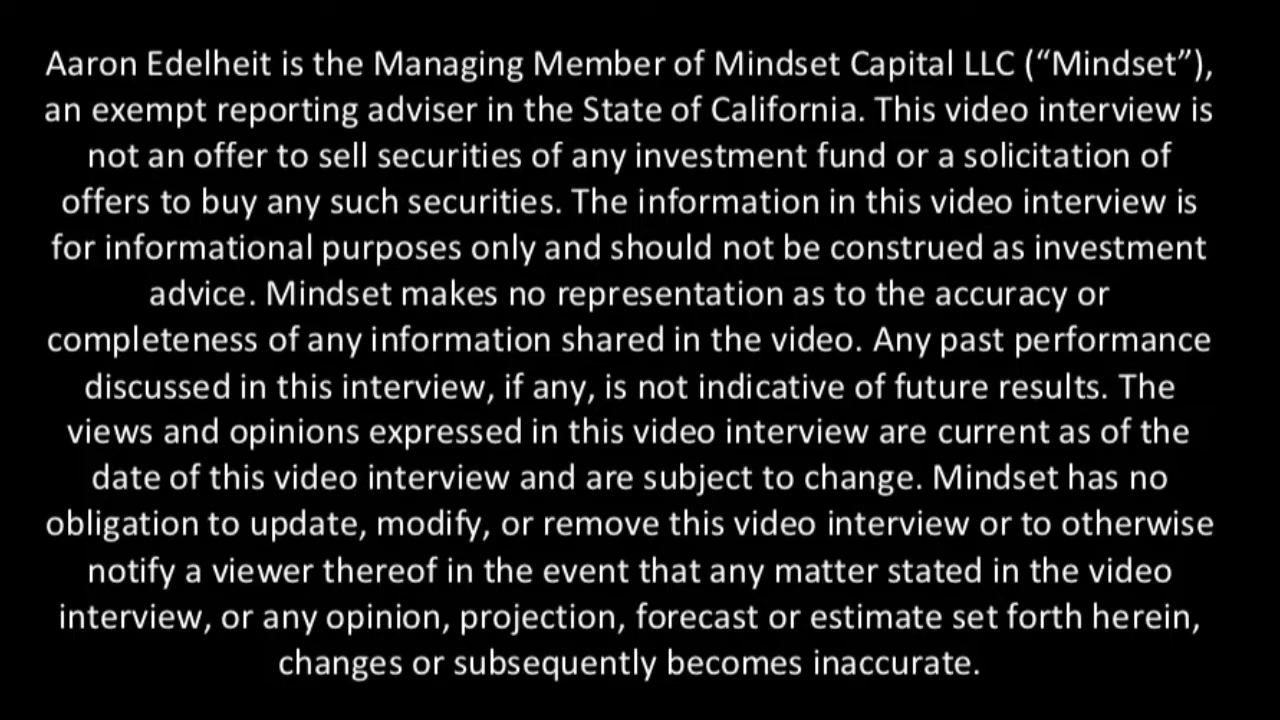 Aaron Edelheit is the Managing Member of Mindset Capital LLC (“Mindset”),
an exempt reporting adviser in the State of California. This video interview is
not an offer to sell securities of any investment fund or a solicitation of
offers to buy any such securities. The information in this video interview is
for informational purposes only and should not be construed as investment
advice. Mindset makes no representation as to the accuracy or
completeness of any information shared in the video. Any past performance
discussed in this interview, if any, is not indicative of future results. The
views and opinions expressed in this video interview are current as of the
date of this video interview and are subject to change. Mindset has no
obligation to update, modify, or remove this video interview or to otherwise
notify a viewer thereof in the event that any matter stated in the video
interview, or any opinion, projection, forecast or estimate set forth herein,
changes or subsequently becomes inaccurate.